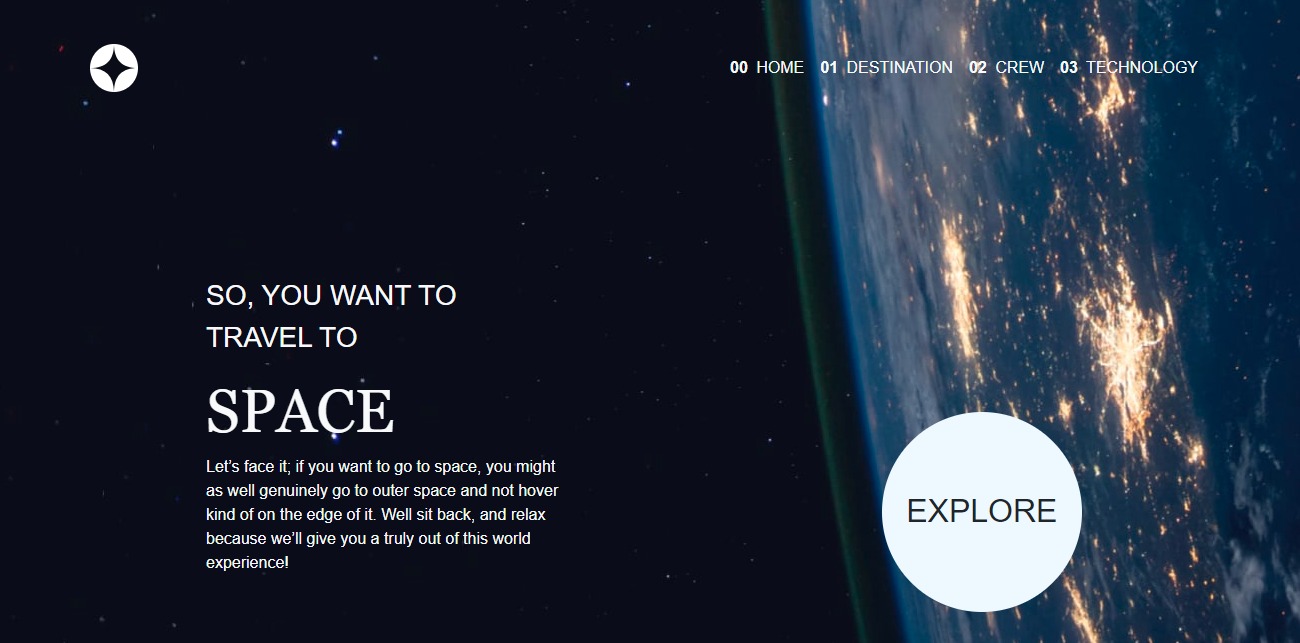 00 HOME 01 DESTINATION 02 CREW 03 TECHNOLOGY
SO, YOU WANT TO
TRAVEL TO
SPACE
Let’s face it; if you want to go to space, you might
as well genuinely go to outer space and not hover
kind of on the edge of it. Well sit back, and relax
because we’ll give you a truly out of this world
experience!
EXPLORE